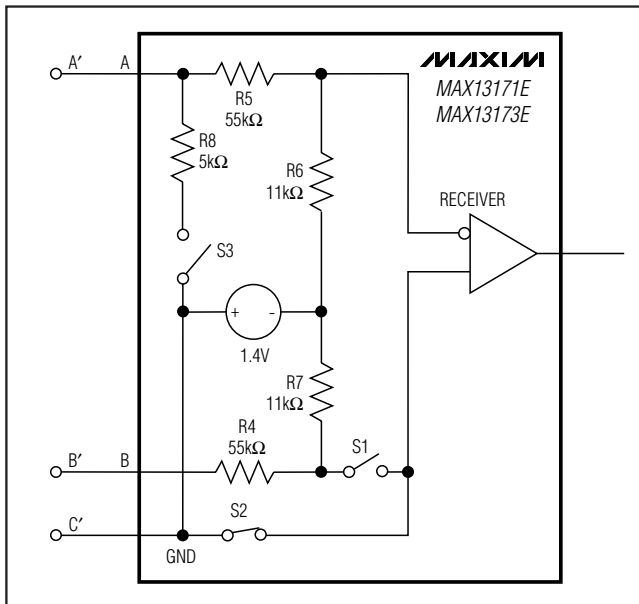 MAXIM
MAX13171E
MAX13173E
A′
A
R5
55kΩ
R8
5kΩ
R6
11kΩ
RECEIVER
S3
+
-
1.4V
R7
11kΩ
R4
55kΩ
S1
B′
B
S2
C′
GND